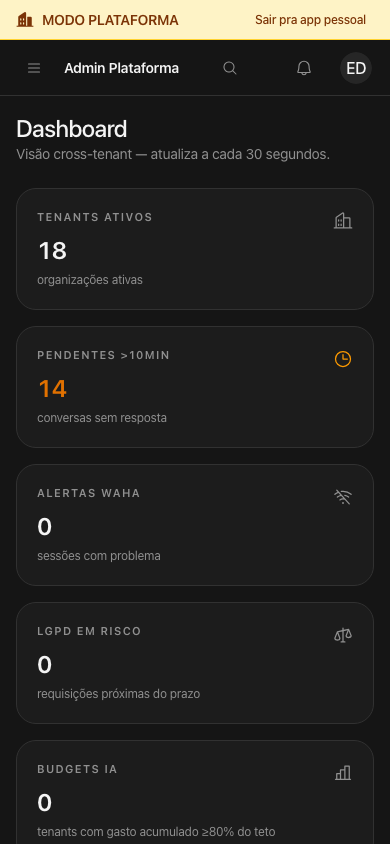 MODO PLATAFORMA
Sair pra app pessoal
Admin Plataforma
ED
Dashboard
Visão cross-tenant — atualiza a cada 30 segundos.
TENANTS ATIVOS
18
organizações ativas
PENDENTES >10MIN
14
conversas sem resposta
ALERTAS WAHA
0
sessões com problema
LGPD EM RISCO
0
requisições próximas do prazo
BUDGETS IA
0
tenants com gasto acumulado ≥80% do teto